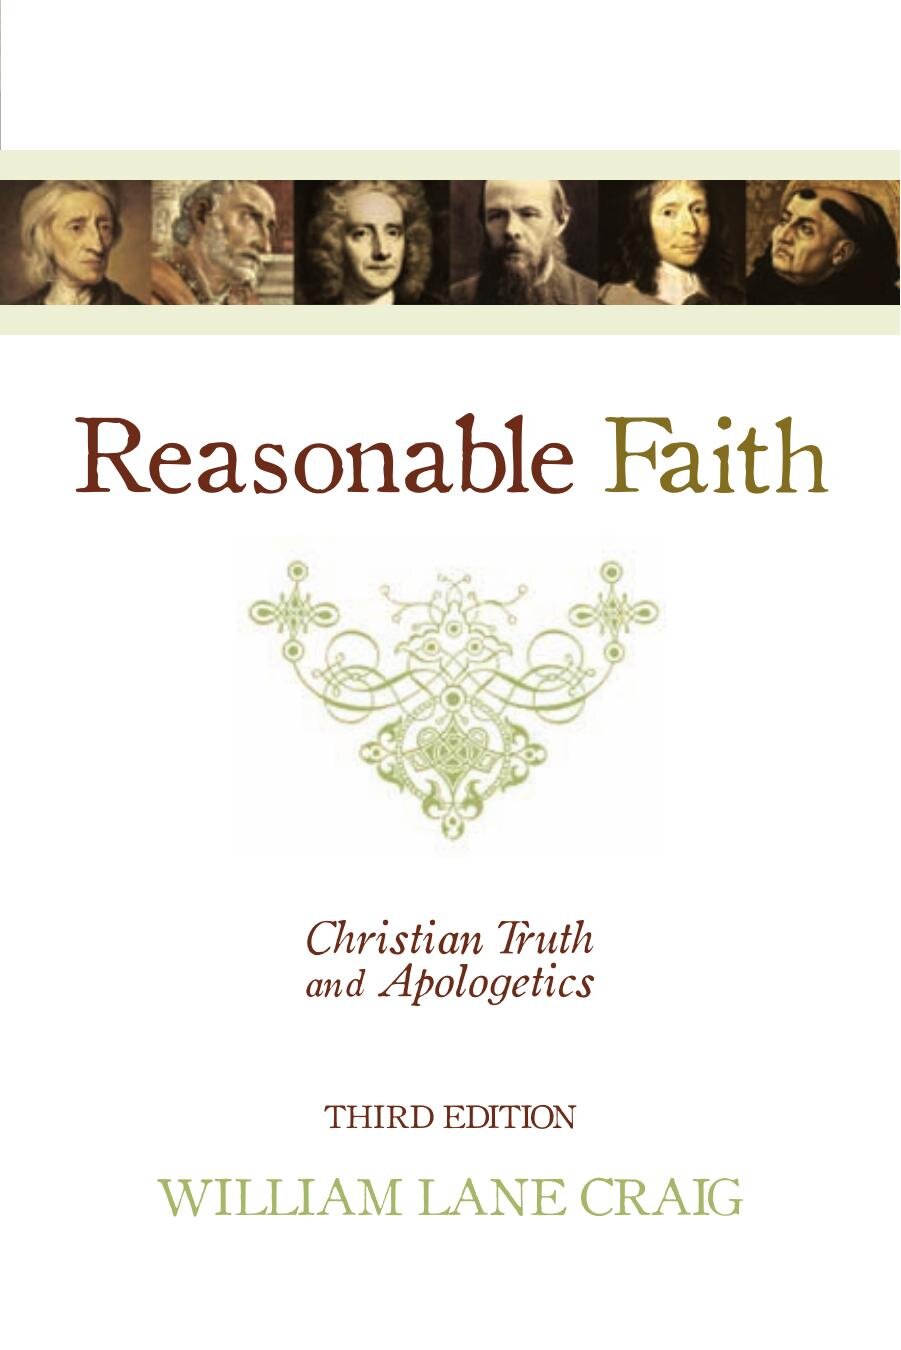 Reasonable Faith
Christian Truth
and Apologetics
THIRD EDITION
WILLIAM LANE CRAIG